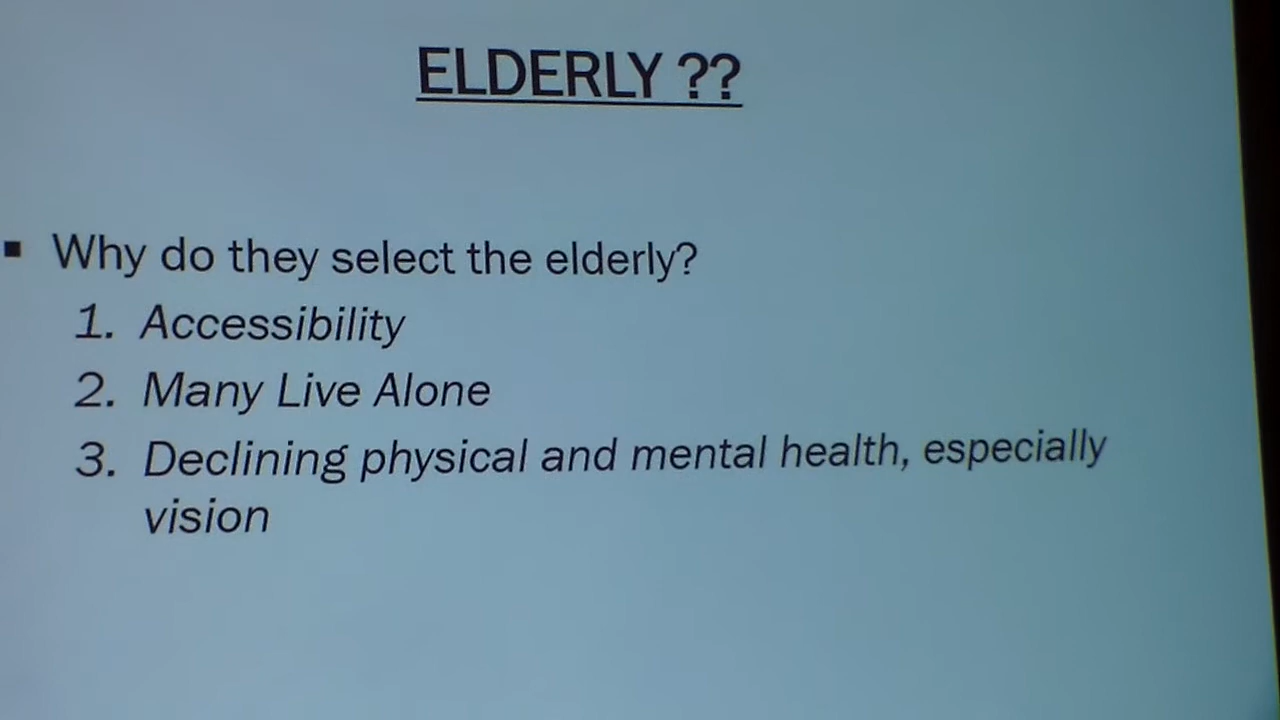 ELDERLY ??
▪ Why do they select the elderly?
1. Accessibility
2. Many Live Alone
3. Declining physical and mental health, especially
vision